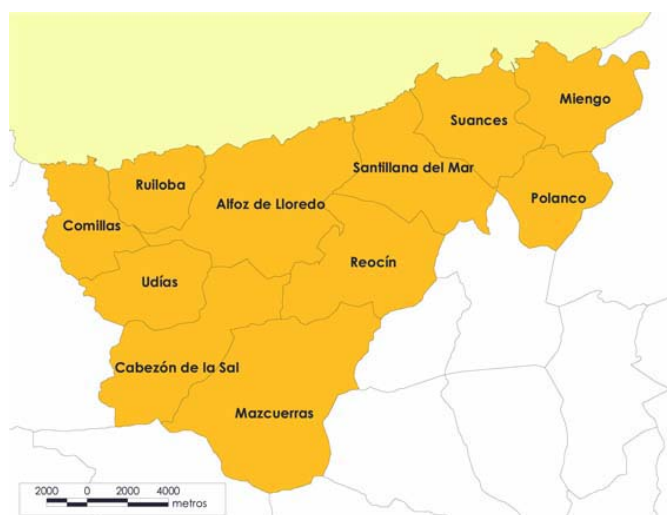 Miengo
Suances
Santillana del Mar
Ruiloba
Polanco
Alfoz de Lloredo
Comillas
Reocín
Udías
Cabezón de la Sal
Mazcuerras
2000 0 2000 4000
metros